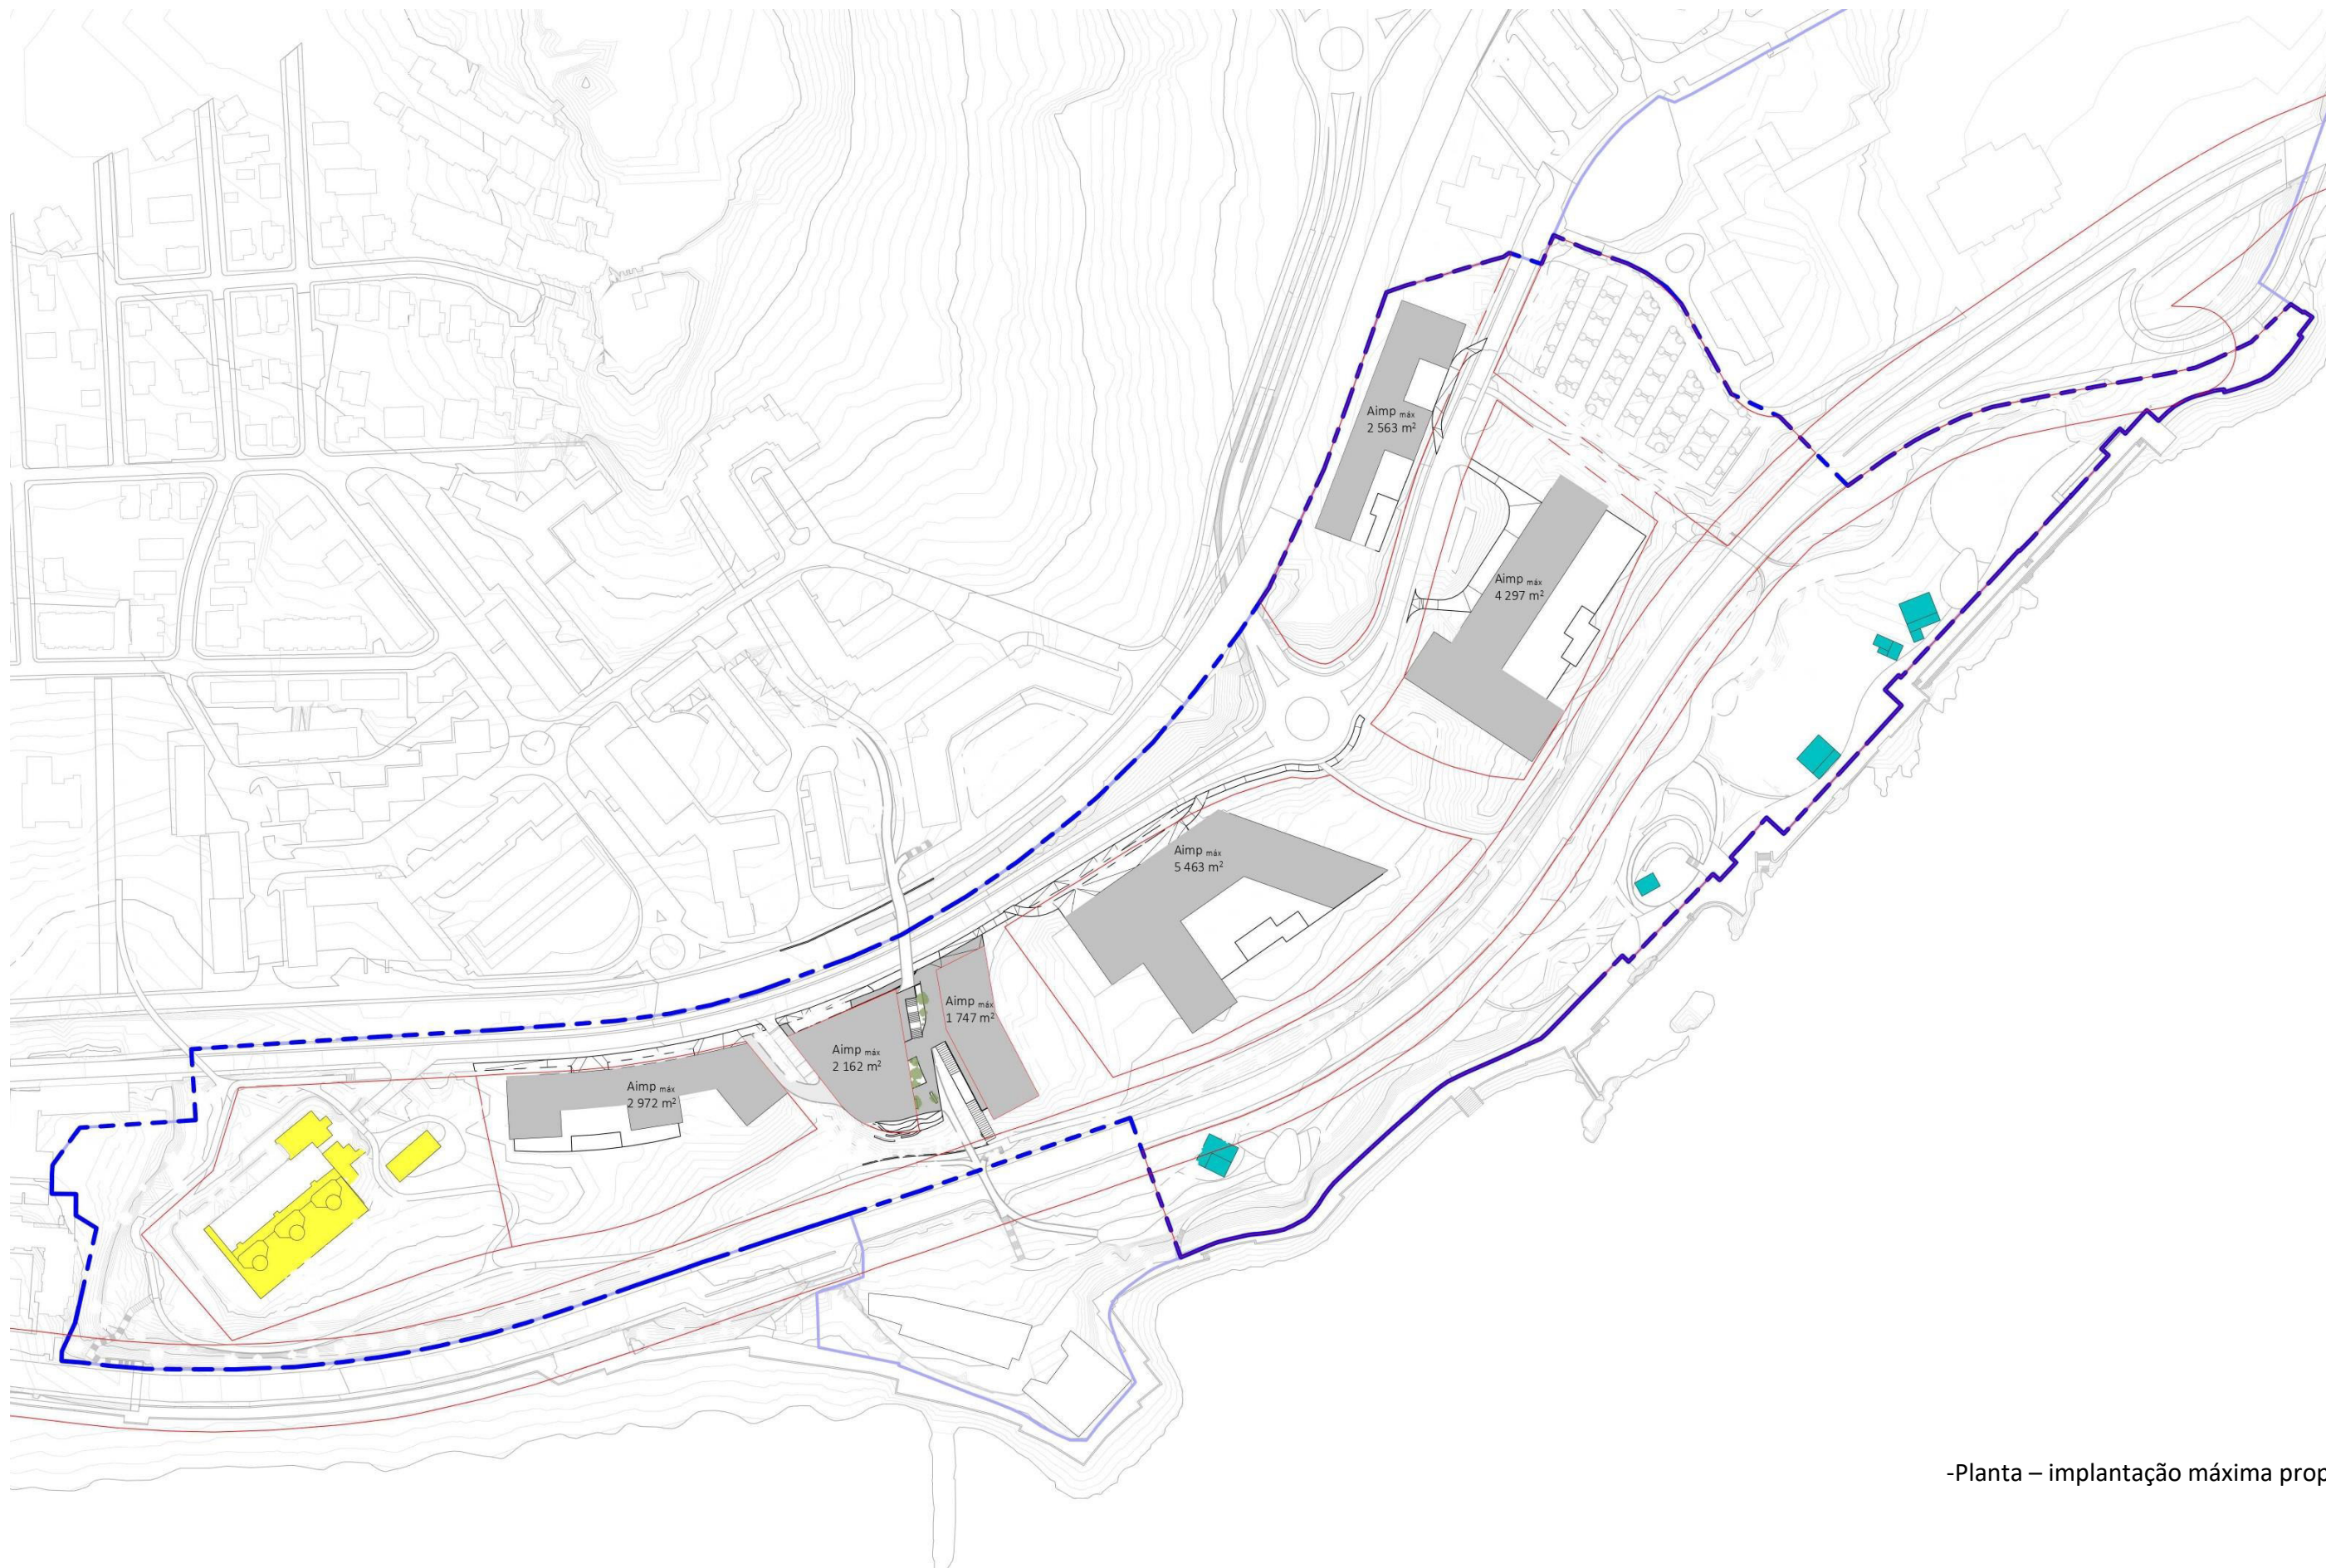 Aimp máx
2 563 m²
Aimp máx
4 297 m²
Aimp máx
5 463 m²
Aimp máx
1 747 m²
Aimp máx
2 162 m²
Aimp máx
2 972 m²
-Planta – implantação máxima prop